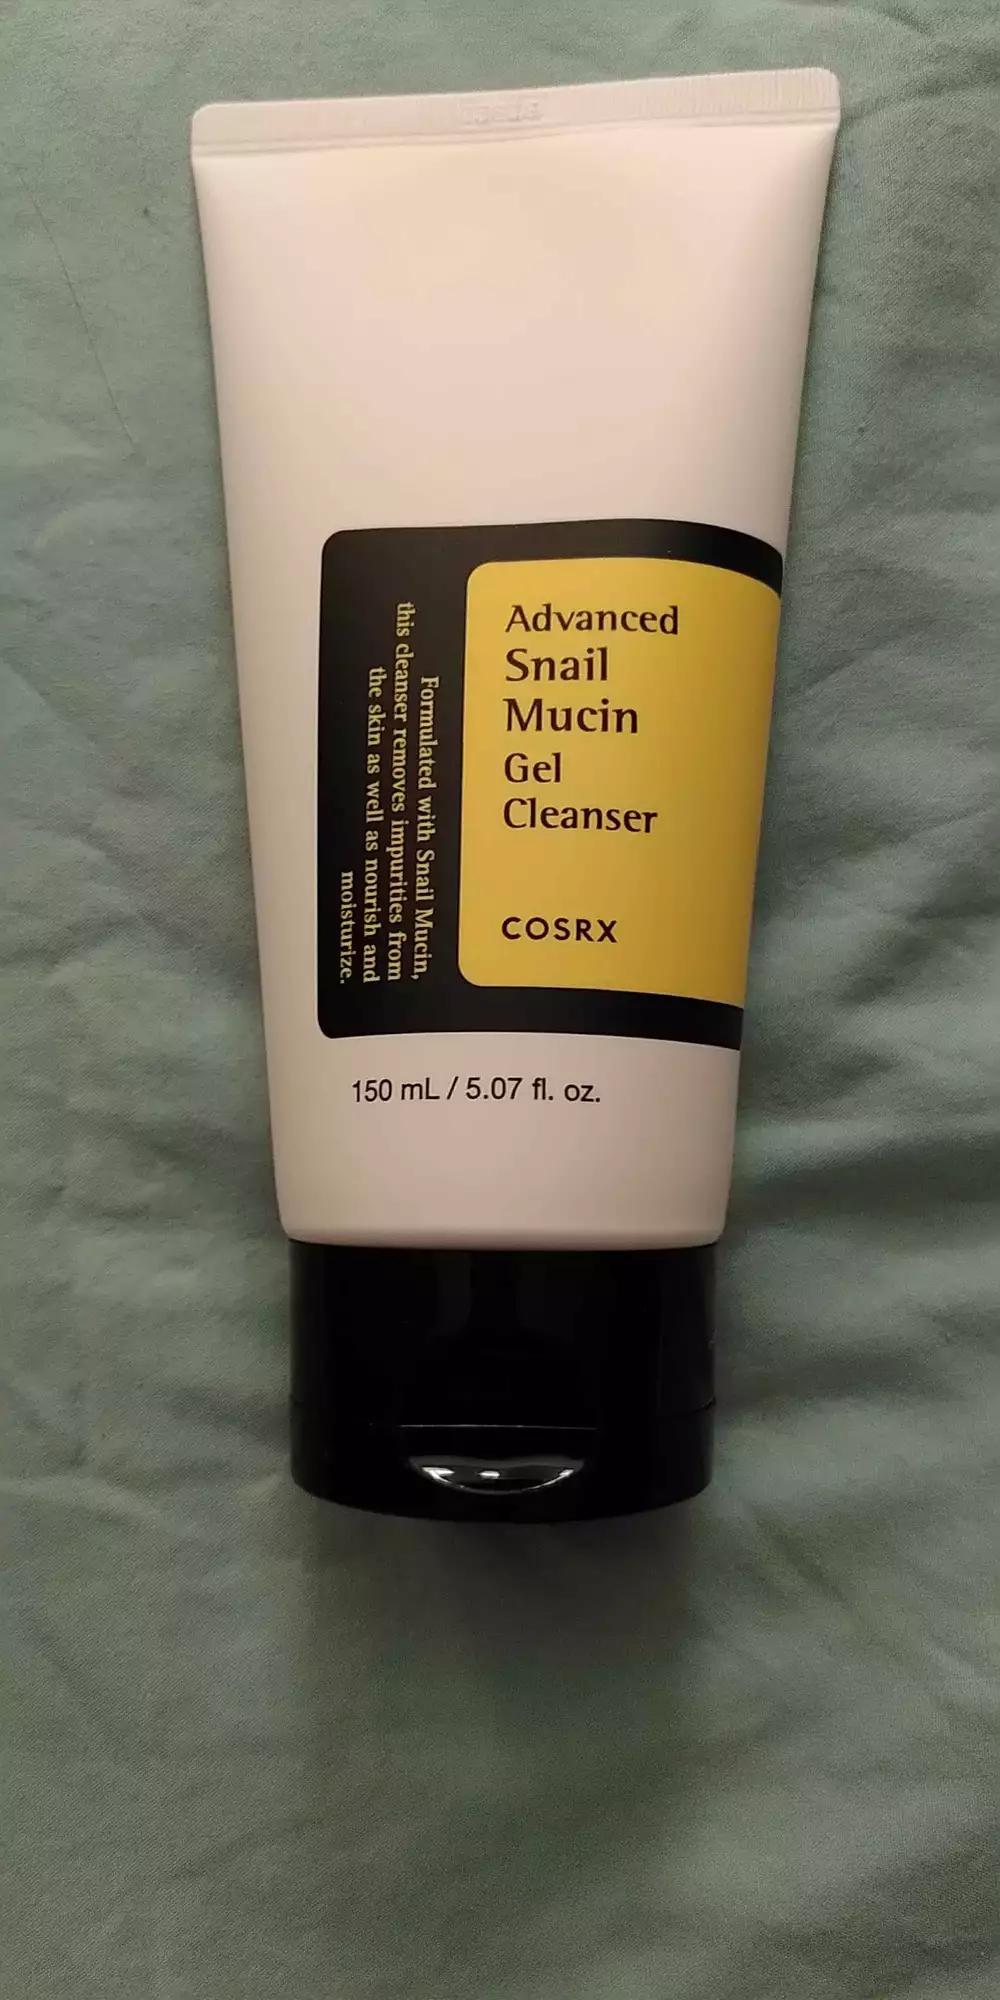 Advanced
Snail
Mucin
Gel
Cleanser
COSRX
Formulated with Snail Mucin,
this cleanser removes impurities from
the skin as well as nourish and
moisturize.
150 mL / 5.07 fl. oz.